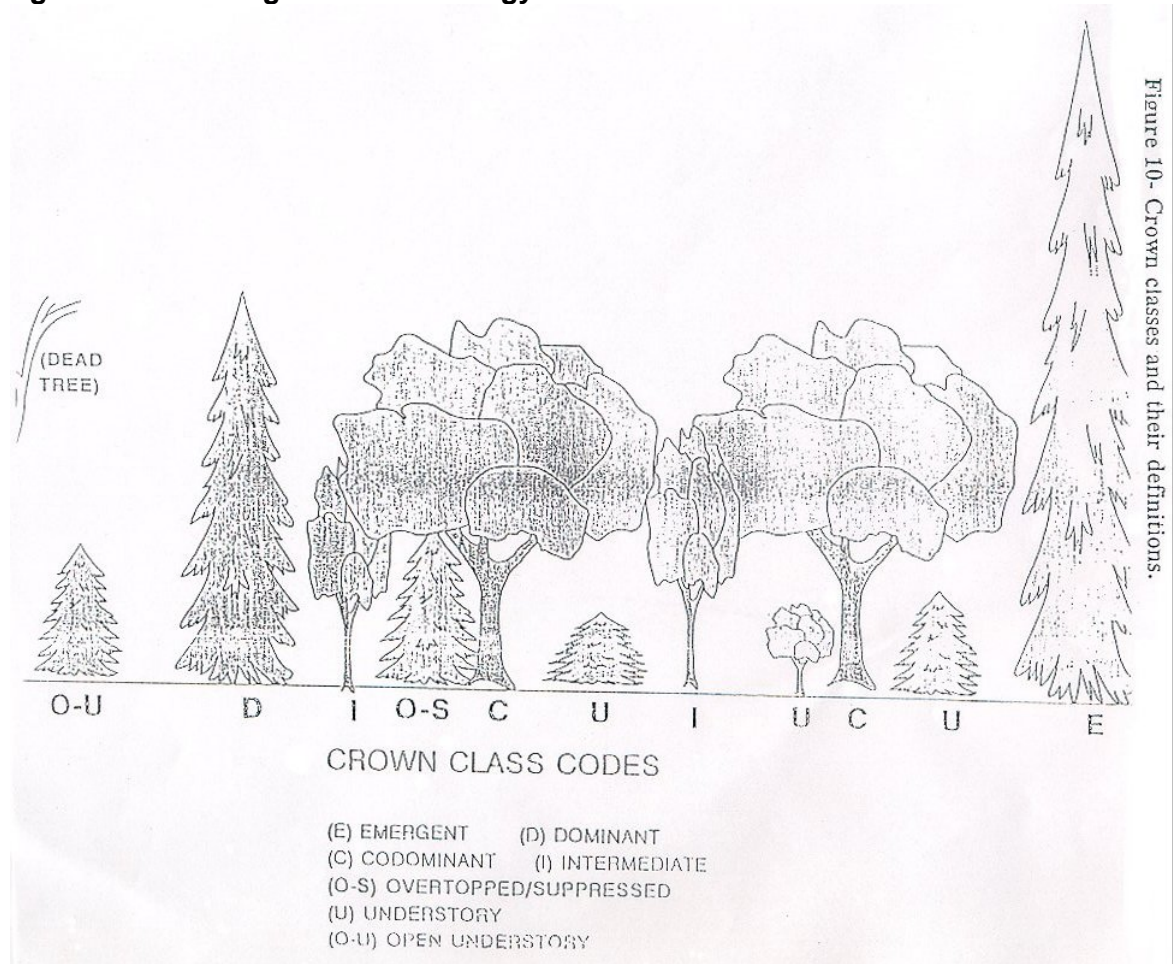 (DEAD
TREE)
O-U D I O-S C U I U C U E
CROWN CLASS CODES
(E) EMERGENT (D) DOMINANT
(C) CODOMINANT (I) INTERMEDIATE
(O-S) OVERTOPPED/SUPPRESSED
(U) UNDERSTORY
(O-U) OPEN UNDERSTORY
Figure 10- Crown classes and their definitions.